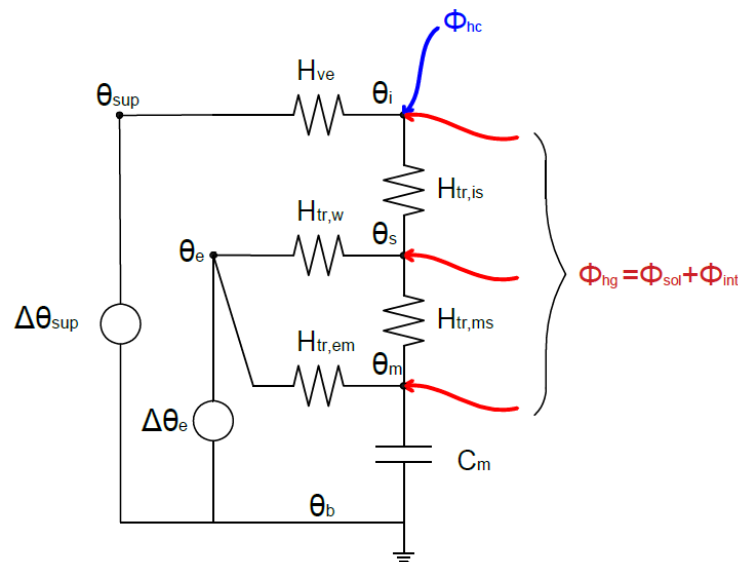 Φhc
Hve
θsup
θi
Htr,is
Htr,w
θe
θs
Φhg=Φsol+Φint
Δθsup
Htr,ms
Htr,em
θm
Δθe
Cm
θb